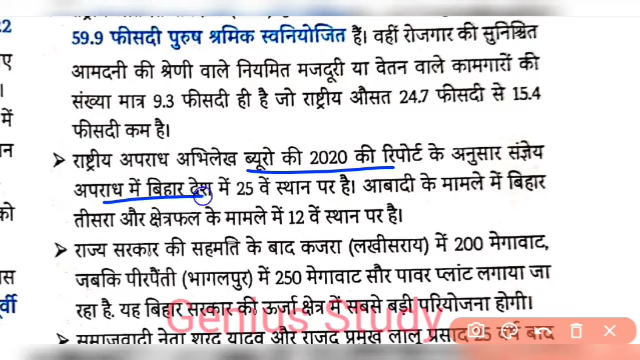 22
59.9 फीसदी पुरुष श्रमिक स्वनियोजित हैं। वहीं रोजगार की सुनिश्चित
ए
आमदनी की श्रेणी वाले नियमित मजदूरी या वेतन वाले कामगारों की
।
संख्या मात्र 9.3 फीसदी ही है जो राष्ट्रीय औसत 24.7 फीसदी से 15.4
में
फीसदी कम है।
न
➤ राष्ट्रीय अपराध अभिलेख ब्यूरो की 2020 की रिपोर्ट के अनुसार संज्ञेय
अपराध में बिहार देश में 25 वें स्थान पर है। आबादी के मामले में बिहार
को
तीसरा और क्षेत्रफल के मामले में 12 वें स्थान पर है।
➤ राज्य सरकार की सहमति के बाद कजरा (लखीसराय) में 200 मेगावाट,
स
जबकि पीरपैंती (भागलपुर) में 250 मेगावाट सौर पावर प्लांट लगाया जा
र्वी
रहा है। यह बिहार सरकार की ऊर्जा क्षेत्र में सबसे बड़ी परियोजना होगी।
Genius Study
➤ समाजवादी नेता शरद यादव और राजद प्रमुख लालू प्रसाद 25 वर्ष बाद